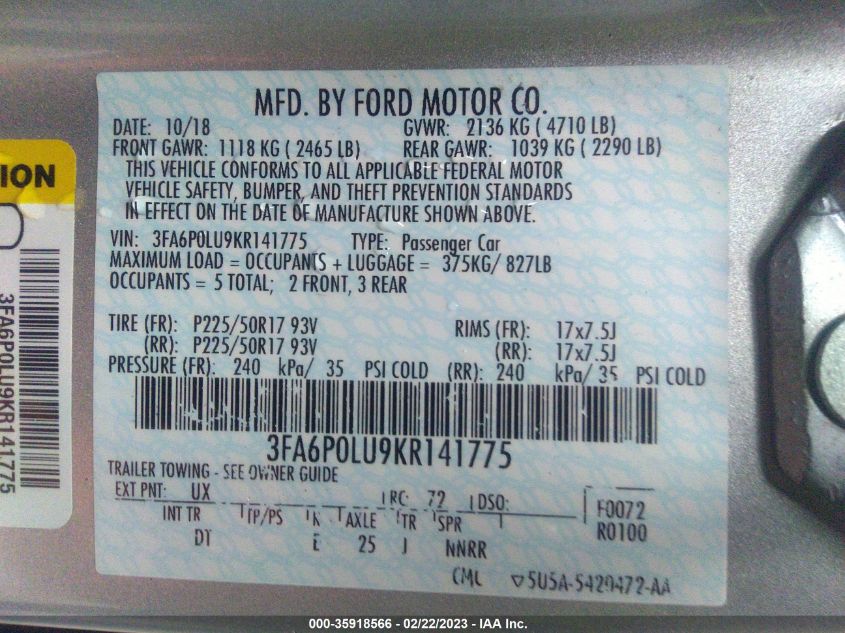 MFD. BY FORD MOTOR CO.
DATE: 10/18 GVWR: 2136 KG ( 4710 LB)
FRONT GAWR: 1118 KG ( 2465 LB) REAR GAWR: 1039 KG ( 2290 LB)
THIS VEHICLE CONFORMS TO ALL APPLICABLE FEDERAL MOTOR
VEHICLE SAFETY, BUMPER, AND THEFT PREVENTION STANDARDS
IN EFFECT ON THE DATE OF MANUFACTURE SHOWN ABOVE.
VIN: 3FA6P0LU9KR141775 TYPE: Passenger Car
MAXIMUM LOAD = OCCUPANTS + LUGGAGE = 375KG/ 827LB
OCCUPANTS = 5 TOTAL; 2 FRONT, 3 REAR
TIRE (FR): P225/50R17 93V RIMS (FR): 17x7.5J
(RR): P225/50R17 93V (RR): 17x7.5J
PRESSURE (FR): 240 kPa/ 35 PSI COLD (RR): 240 kPa/ 35 PSI COLD
3FA6P0LU9KR141775
TRAILER TOWING - SEE OWNER GUIDE
EXT PNT: UX RC: 72 DSO: F0072
INT TR TP/PS R AXLE TR SPR R0100
DT E 25 J NNRR
CML ▽5U5A-5420472-AA
ION
3FA6P0LU9KR141775
000-35918566 - 02/22/2023 - IAA Inc.